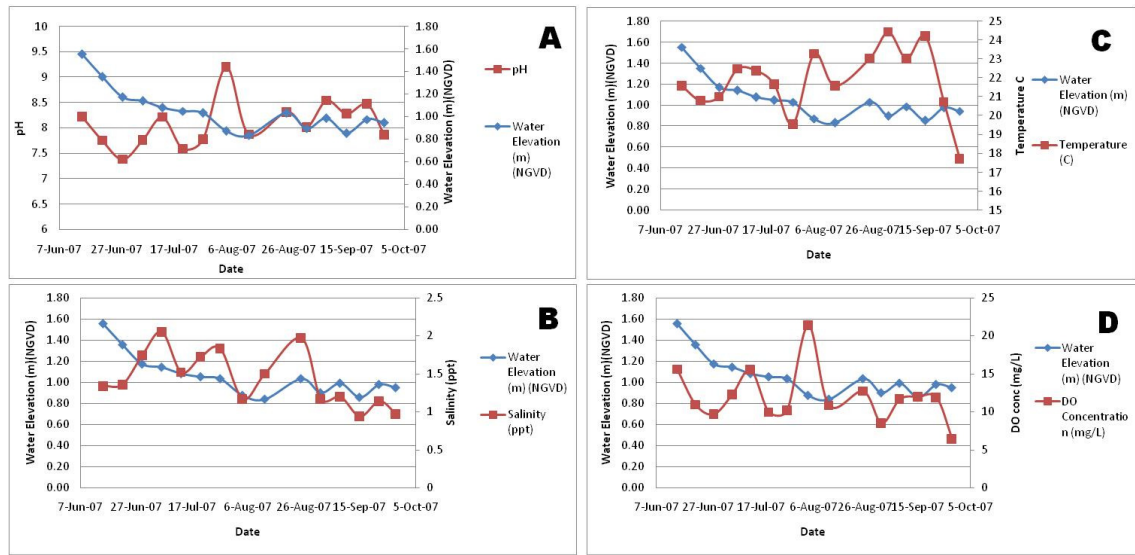 A
10
9.5
9
8.5
8
7.5
7
6.5
6
pH
1.80
1.60
1.40
1.20
1.00
0.80
0.60
0.40
0.20
0.00
Water Elevation (m)(NGVD)
7-Jun-07 27-Jun-07 17-Jul-07 6-Aug-07 26-Aug-07 15-Sep-07 5-Oct-07
Date
pH
Water
Elevation
(m)
(NGVD)
C
1.80
1.60
1.40
1.20
1.00
0.80
0.60
0.40
0.20
0.00
Water Elevation (m)(NGVD)
25
24
23
22
21
20
19
18
17
16
15
Temperature C
7-Jun-07 27-Jun-07 17-Jul-07 6-Aug-07 26-Aug-07 15-Sep-07 5-Oct-07
Date
Water
Elevation (m)
(NGVD)
Temperature
(C)
B
1.80
1.60
1.40
1.20
1.00
0.80
0.60
0.40
0.20
0.00
Water Elevation (m)(NGVD)
2.5
2
1.5
1
0.5
0
Salinity (ppt)
7-Jun-07 27-Jun-07 17-Jul-07 6-Aug-07 26-Aug-07 15-Sep-07 5-Oct-07
Date
Water
Elevation
(m) (NGVD)
Salinity
(ppt)
D
1.80
1.60
1.40
1.20
1.00
0.80
0.60
0.40
0.20
0.00
Water Elevation (m)(NGVD)
25
20
15
10
5
0
DO conc (mg/L)
7-Jun-07 27-Jun-07 17-Jul-07 6-Aug-07 26-Aug-07 15-Sep-07 5-Oct-07
Date
Water
Elevation
(m) (NGVD)
DO
Concentratio
n (mg/L)